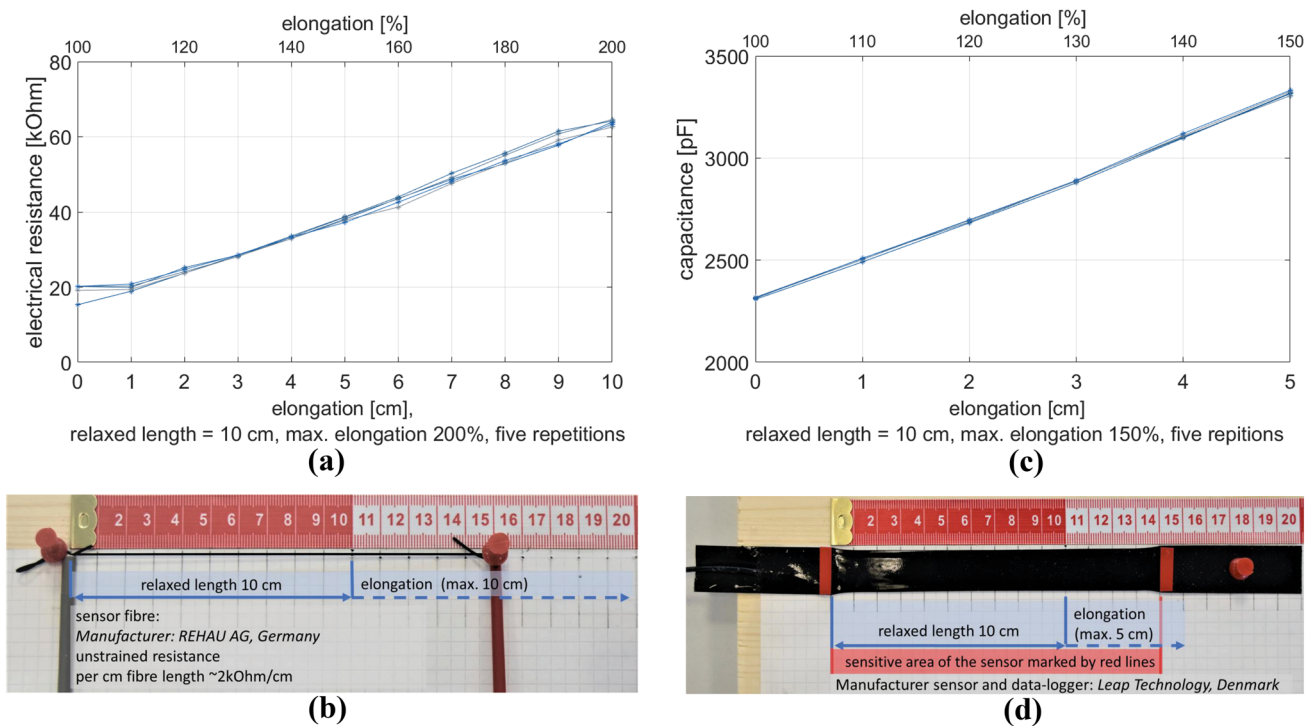 elongation [%]
100 120 140 160 180 200
electrical resistance [kOhm]
80
60
40
20
0
0 1 2 3 4 5 6 7 8 9 10
elongation [cm],
relaxed length = 10 cm, max. elongation 200%, five repetitions
(a)
elongation [%]
100 110 120 130 140 150
capacitance [pF]
3500
3000
2500
2000
0 1 2 3 4 5
elongation [cm]
relaxed length = 10 cm, max. elongation 150%, five repitions
(c)
0 2 3 4 5 6 7 8 9 10 11 12 13 14 15 16 17 18 19 20
relaxed length 10 cm
elongation (max. 10 cm)
sensor fibre:
Manufacturer: REHAU AG, Germany
unstrained resistance
per cm fibre length ~2kOhm/cm
(b)
2 3 4 5 6 7 8 9 10 11 12 13 14 15 16 17 18 19 20
relaxed length 10 cm
elongation
(max. 5 cm)
sensitive area of the sensor marked by red lines
Manufacturer sensor and data-logger: Leap Technology, Denmark
(d)